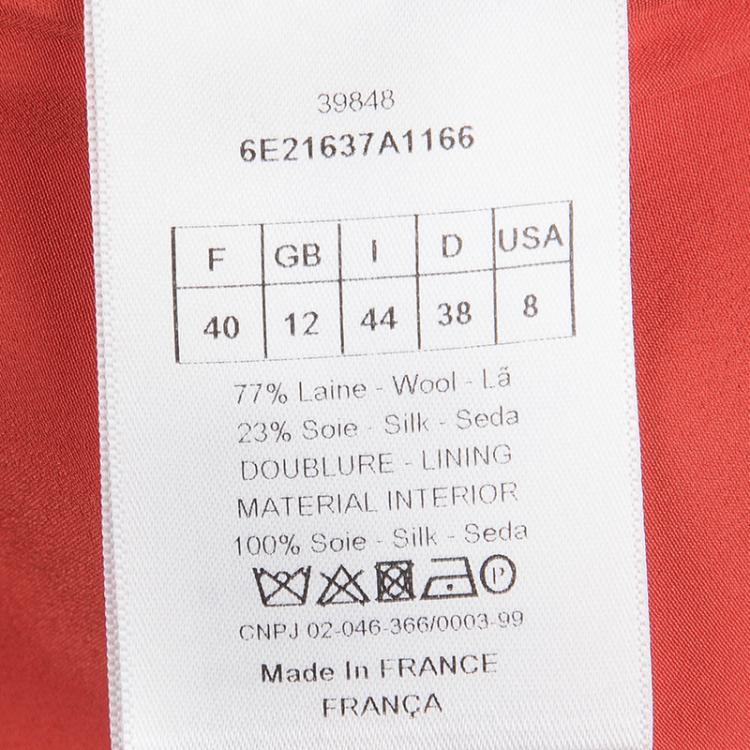 39848
6E21637A1166
F GB I D USA
40 12 44 38 8
77% Laine - Wool - Lã
23% Soie - Silk - Seda
DOUBLURE - LINING
MATERIAL INTERIOR
100% Soie - Silk - Seda
P
CNPJ 02-046-366/0003-99
Made In FRANCE
FRANÇA